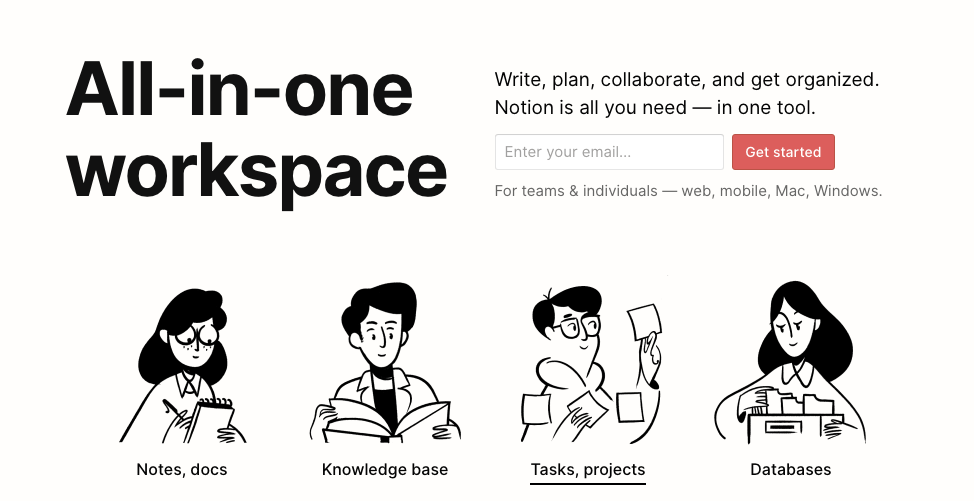 All-in-one
workspace
Write, plan, collaborate, and get organized.
Notion is all you need — in one tool.
Enter your email...
Get started
For teams & individuals — web, mobile, Mac, Windows.
Notes, docs
Knowledge base
Tasks, projects
Databases